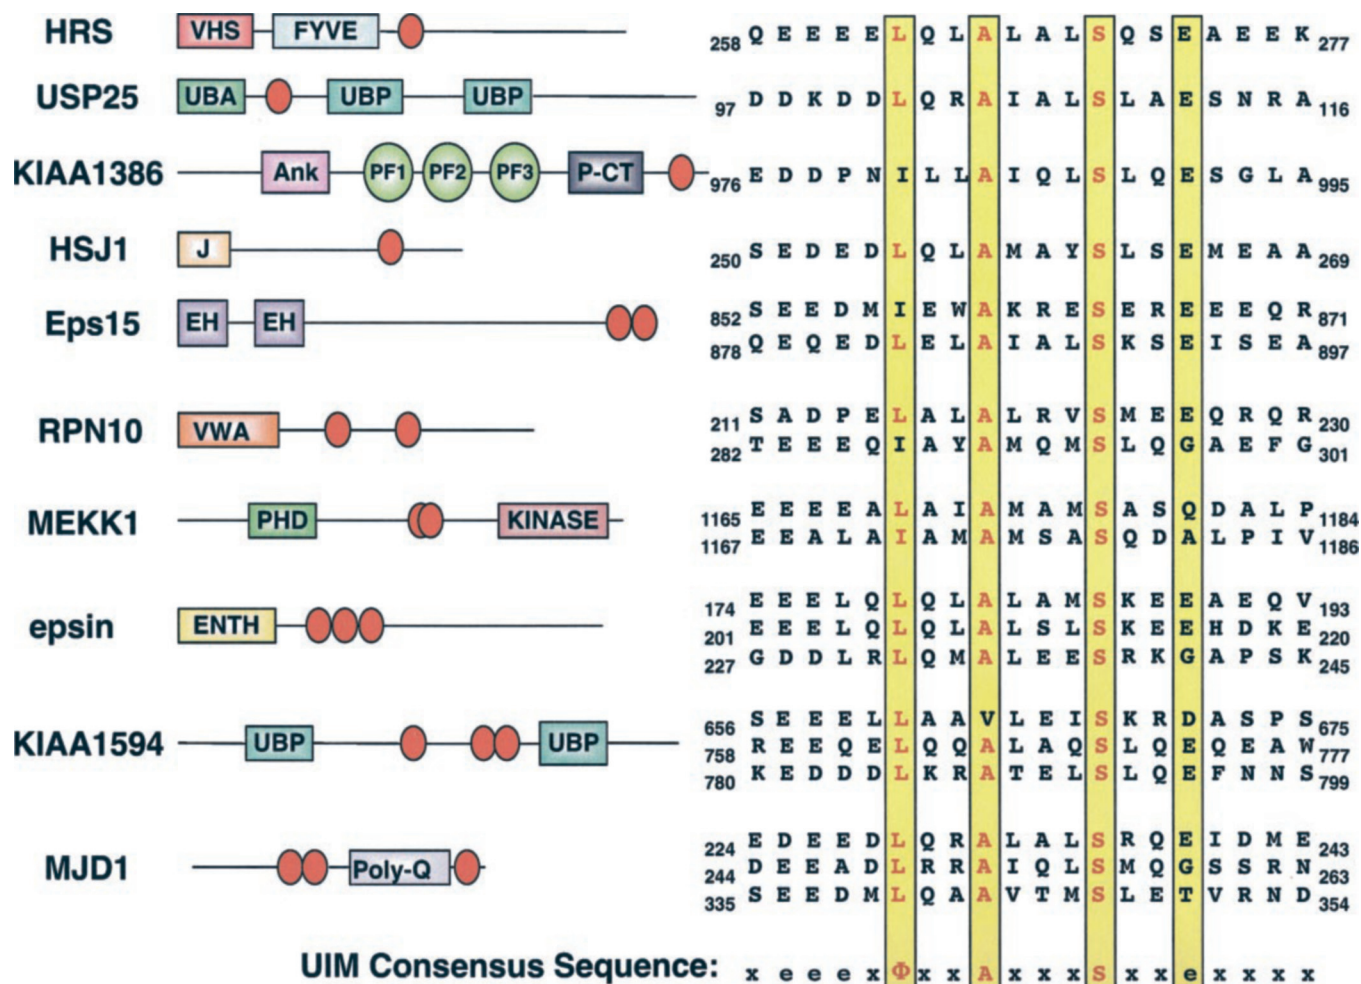 HRS VHS FYVE 258 Q E E E E L Q L A L A L S Q S E A E E K 277
USP25 UBA UBP UBP 97 D D K D D L Q R A I A L S L A E S N R A 116
KIAA1386 Ank PF1 PF2 PF3 P-CT 976 E D D P N I L L A I Q L S L Q E S G L A 995
HSJ1 J 250 S E D E D L Q L A M A Y S L S E M E A A 269
Eps15 EH EH 852 S E E D M I E W A K R E S E R E E E Q R 871
878 Q E Q E D L E L A I A L S K S E I S E A 897
RPN10 VWA 211 S A D P E L A L A L R V S M E E Q R Q R 230
282 T E E E Q I A Y A M Q M S L Q G A E F G 301
MEKK1 PHD KINASE 1165 E E E E A L A I A M A M S A S Q D A L P 1184
1167 E E A L A I A M A M S A S Q D A L P I V 1186
epsin ENTH 174 E E E L Q L Q L A L A M S K E E A E Q V 193
201 E E E L Q L Q L A L S L S K E E H D K E 220
227 G D D L R L Q M A L E E S R K G A P S K 245
KIAA1594 UBP UBP 656 S E E E L L A A V L E I S K R D A S P S 675
758 R E E Q E L Q Q A L A Q S L Q E Q E A W 777
780 K E D D D L K R A T E L S L Q E F N N S 799
MJD1 Poly-Q 224 E D E E D L Q R A L A L S R Q E I D M E 243
244 D E E A D L R R A I Q L S M Q G S S R N 263
335 S E E D M L Q A A V T M S L E T V R N D 354
UIM Consensus Sequence: x e e e x Φ x x A x x x S x x e x x x x